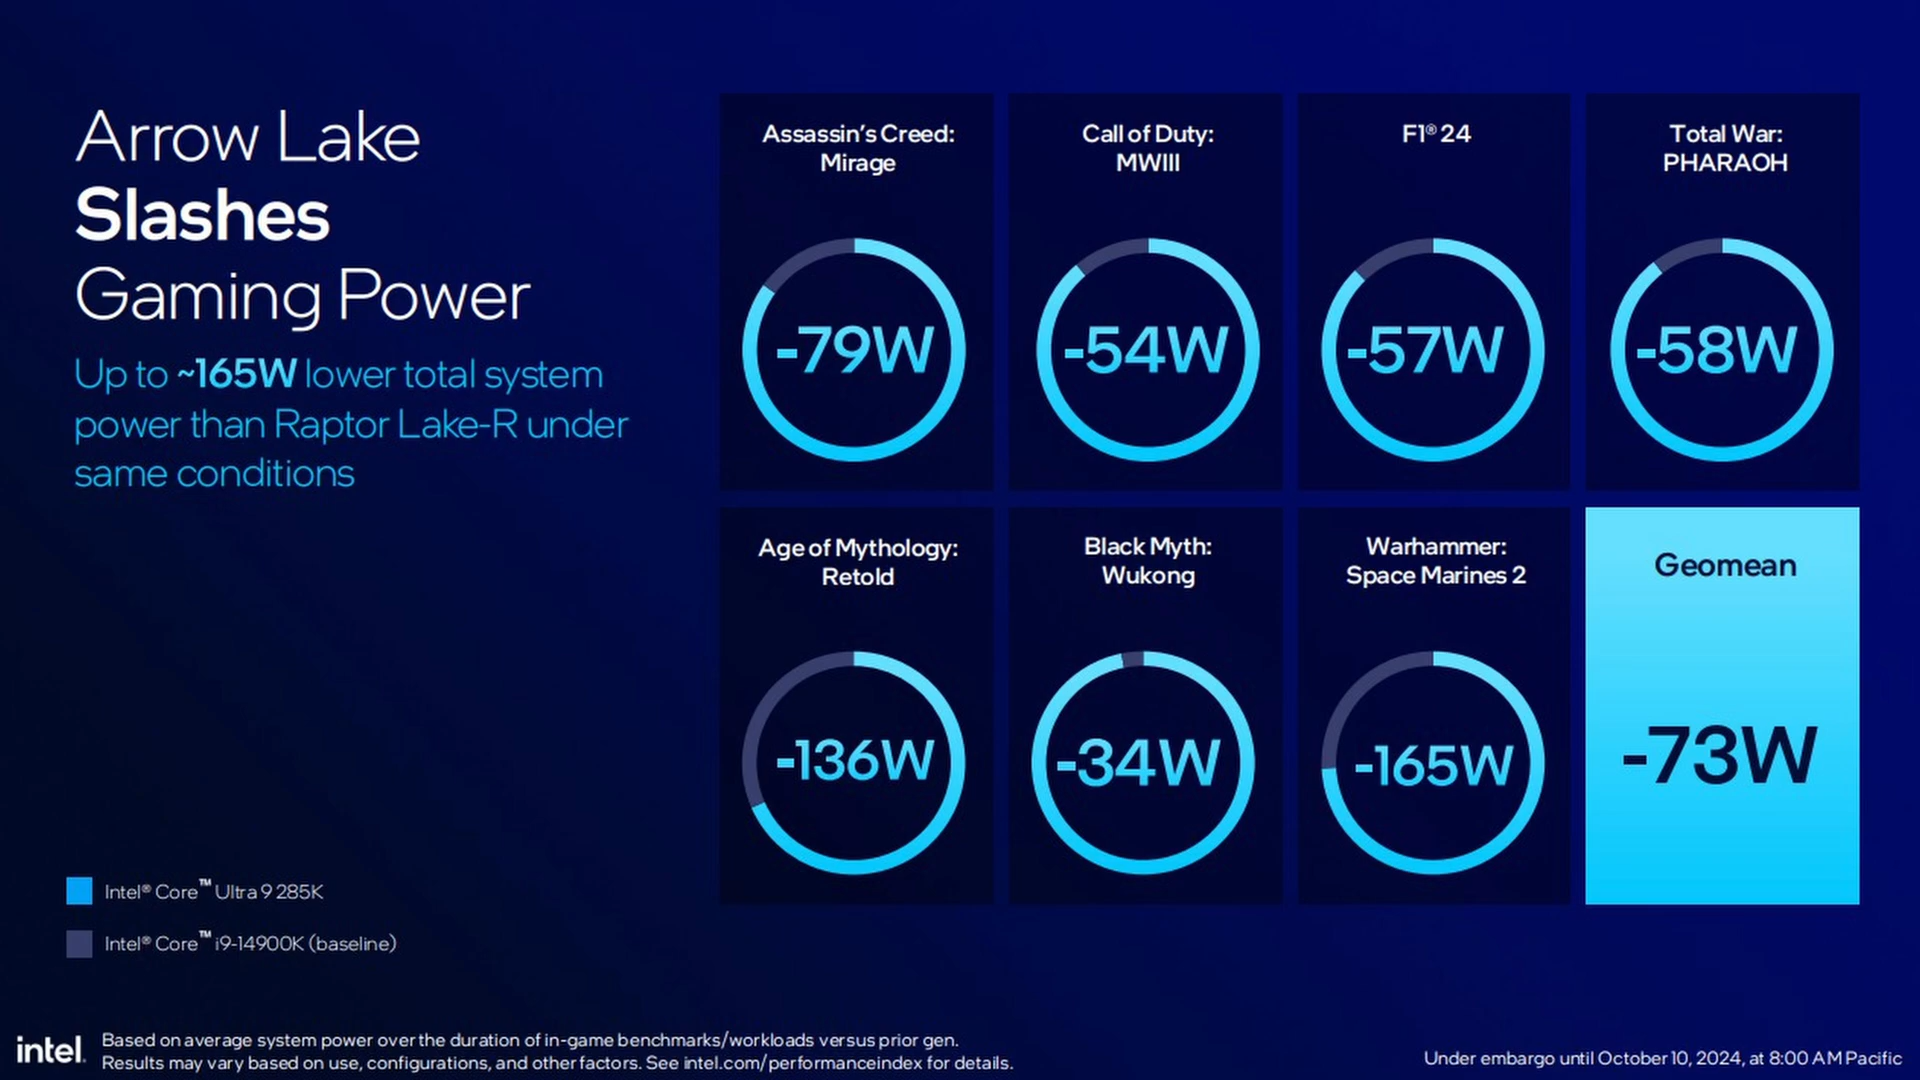 Arrow Lake
Slashes
Gaming Power
Up to ~165W lower total system
power than Raptor Lake-R under
same conditions
Assassin's Creed:
Mirage
-79W
Call of Duty:
MWIII
-54W
F1® 24
-57W
Total War:
PHARAOH
-58W
Age of Mythology:
Retold
-136W
Black Myth:
Wukong
-34W
Warhammer:
Space Marines 2
-165W
Geomean
-73W
Intel® Core™ Ultra 9 285K
Intel® Core™ i9-14900K (baseline)
intel.
Based on average system power over the duration of in-game benchmarks/workloads versus prior gen.
Results may vary based on use, configurations, and other factors. See intel.com/performanceindex for details.
Under embargo until October 10, 2024, at 8:00 AM Pacific